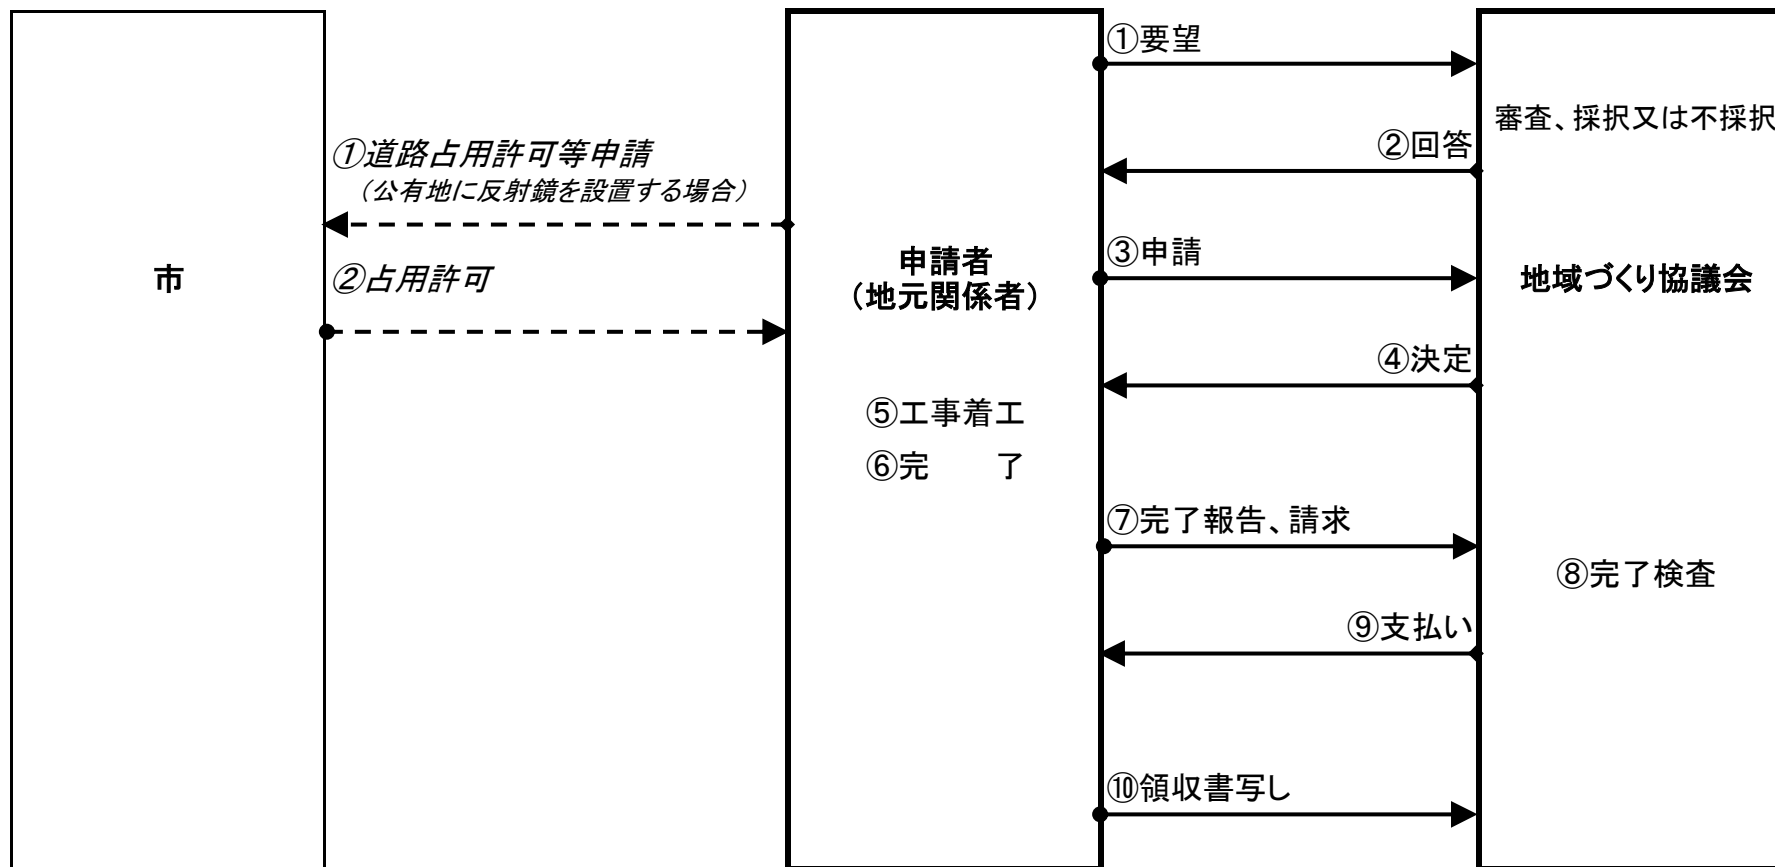 ①要望
審査、採択又は不採択
②回答
①道路占用許可等申請
（公有地に反射鏡を設置する場合）
市
②占用許可
申請者
（地元関係者）
③申請
地域づくり協議会
④決定
⑤工事着工
⑥完　　了
⑦完了報告、請求
⑧完了検査
⑨支払い
⑩領収書写し